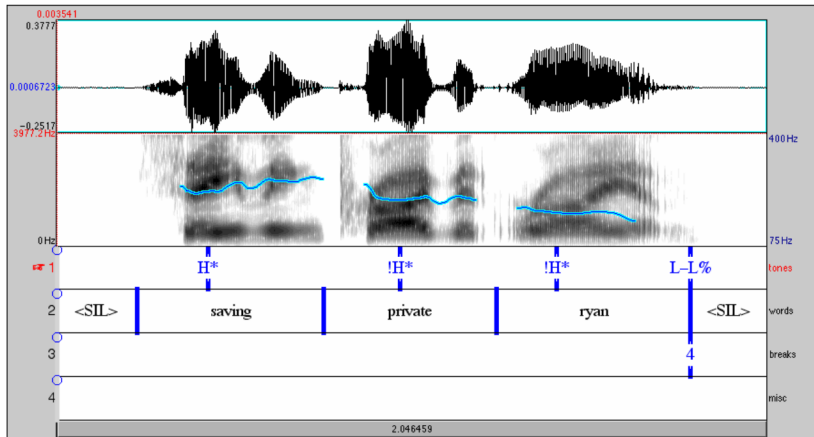 0.003541
0.3777
0.0006723
-0.2517
3977.2Hz 400Hz
0Hz 75Hz
1 H* !H* !H* L-L% tones
2 <SIL> saving private ryan <SIL> words
3 4 breaks
4 misc
2.046459